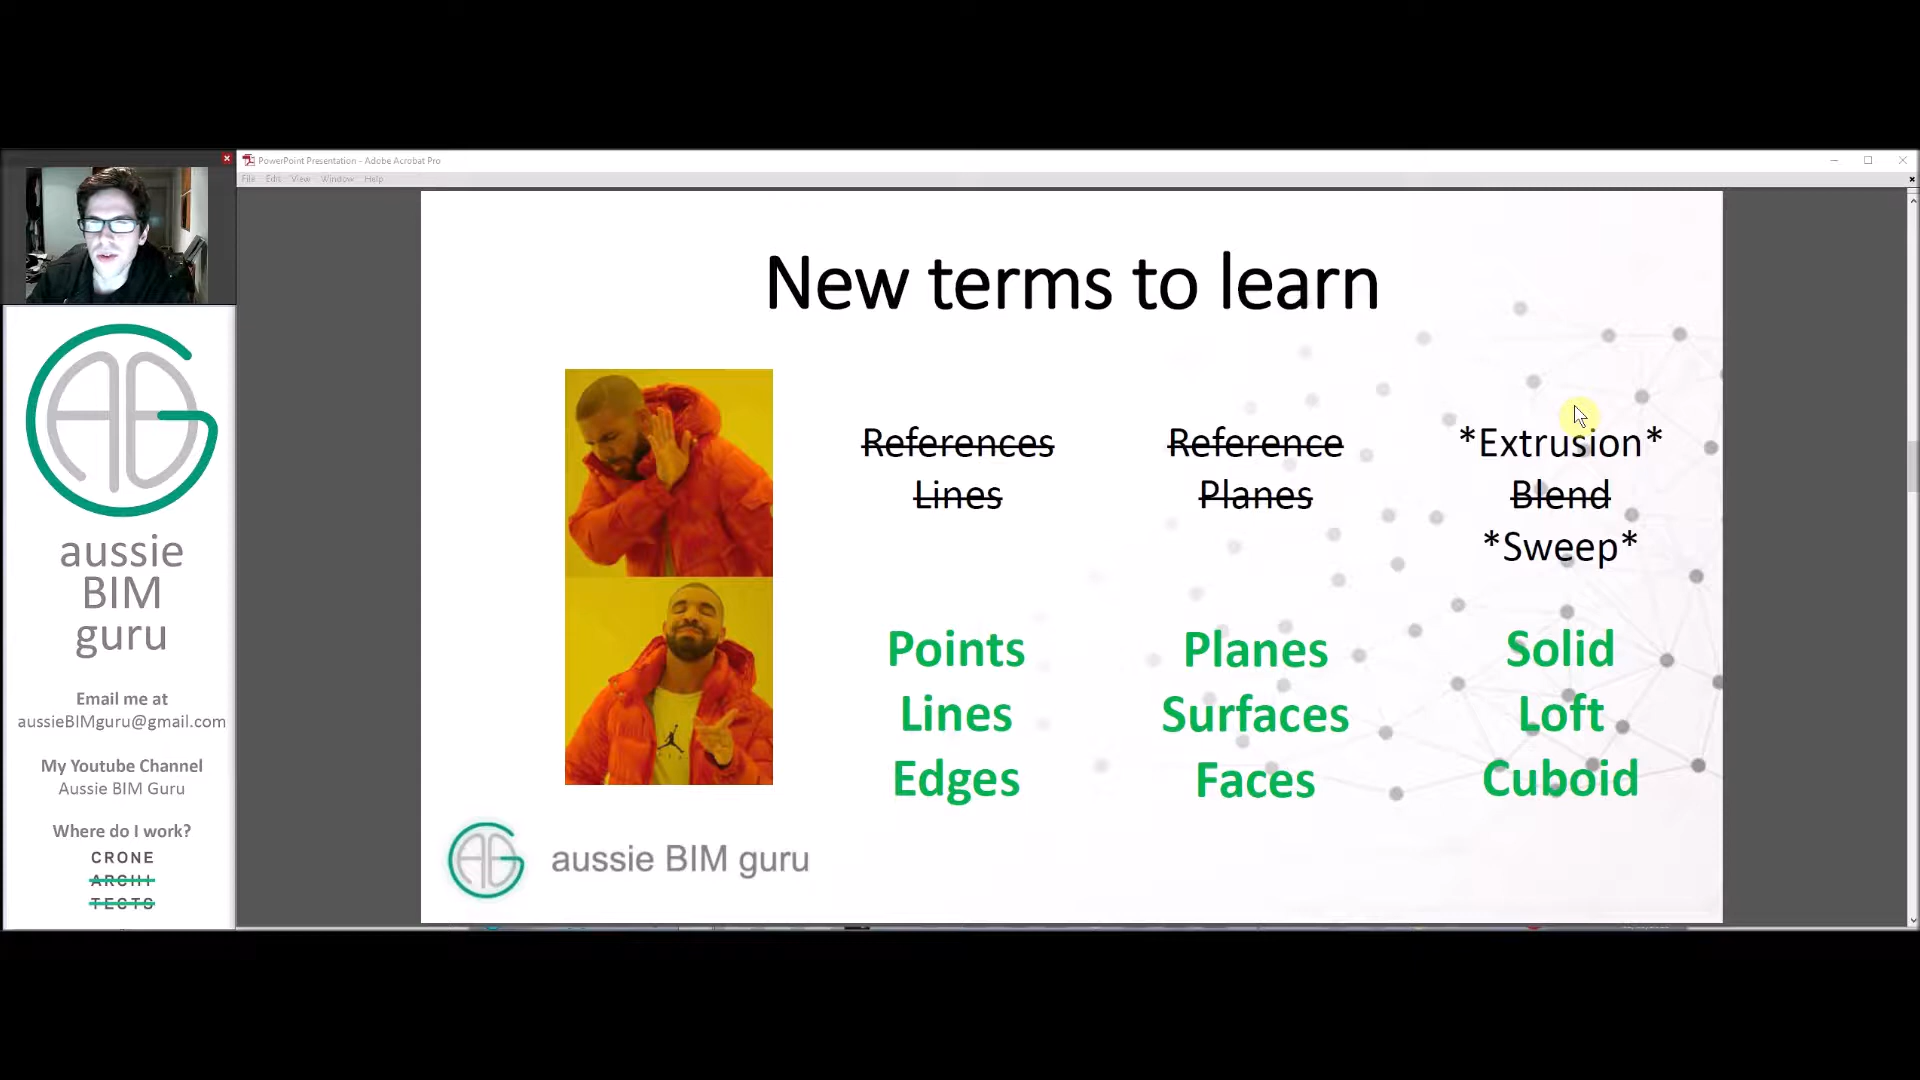 PowerPoint Presentation - Adobe Acrobat Pro
File Edit View Window Help
New terms to learn
References
Lines
Reference
Planes
*Extrusion*
Blend
*Sweep*
Points
Lines
Edges
Planes
Surfaces
Faces
Solid
Loft
Cuboid
aussie BIM guru
aussie
BIM
guru
Email me at
aussieBIMguru@gmail.com
My Youtube Channel
Aussie BIM Guru
Where do I work?
CRONE
ARCHI
TECTS